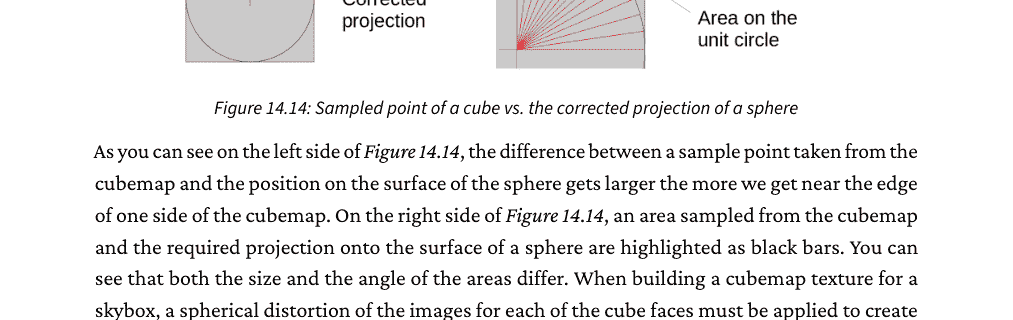 Corrected
projection
Area on the
unit circle
Figure 14.14: Sampled point of a cube vs. the corrected projection of a sphere
As you can see on the left side of Figure 14.14, the difference between a sample point taken from the
cubemap and the position on the surface of the sphere gets larger the more we get near the edge
of one side of the cubemap. On the right side of Figure 14.14, an area sampled from the cubemap
and the required projection onto the surface of a sphere are highlighted as black bars. You can
see that both the size and the angle of the areas differ. When building a cubemap texture for a
skybox, a spherical distortion of the images for each of the cube faces must be applied to create